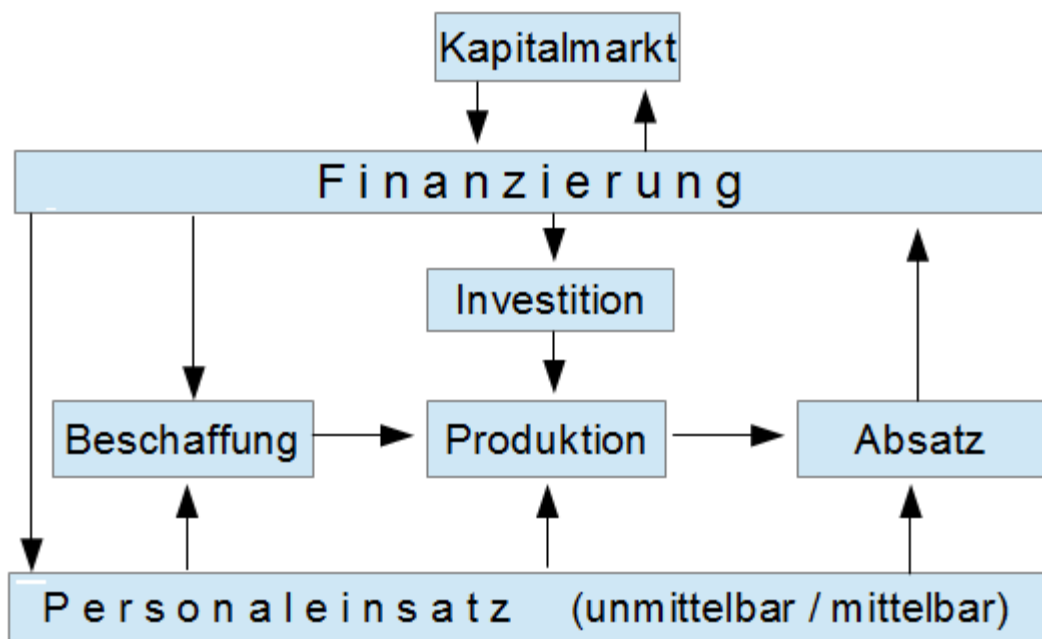 Kapitalmarkt
Finanzierung
Investition
Beschaffung
Produktion
Absatz
Personaleinsatz (unmittelbar / mittelbar)